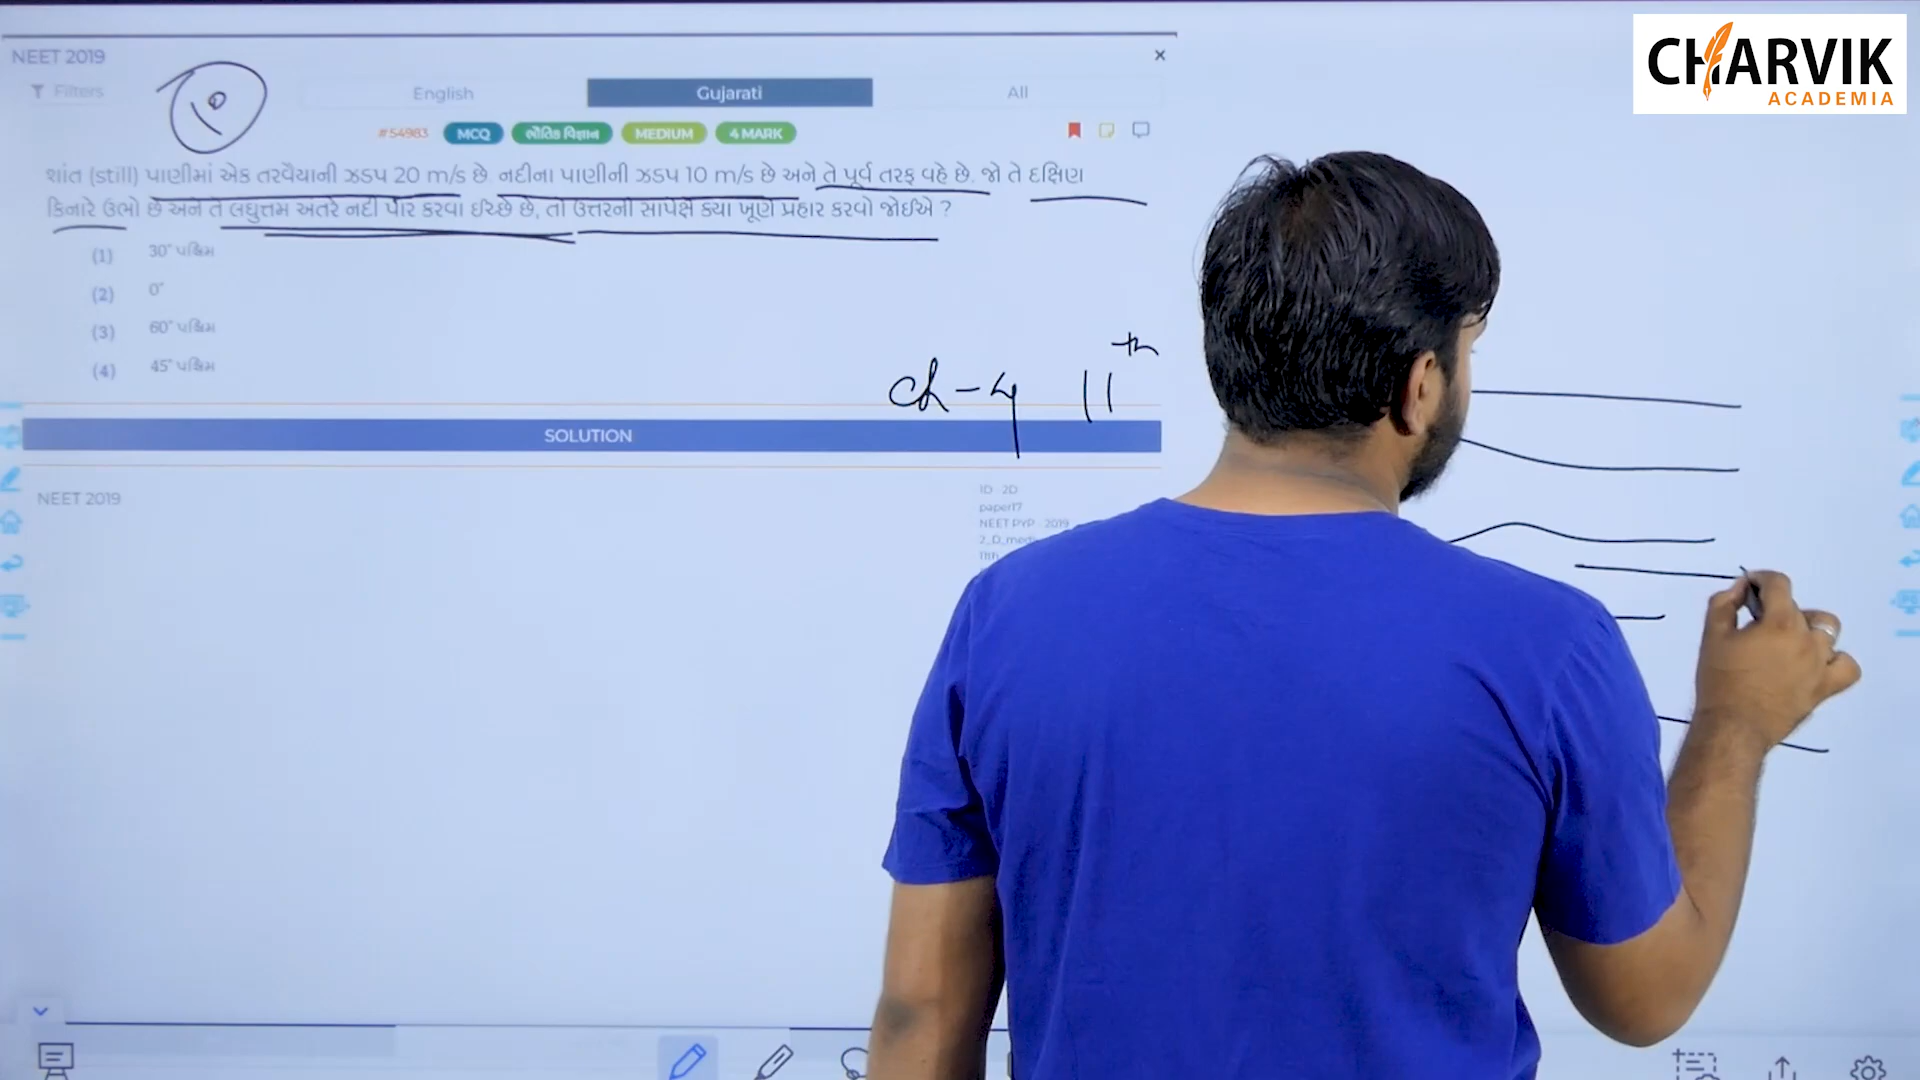 CHARVIK
ACADEMIA
NEET 2019
Filters
English
Gujarati
All
#54983
MCQ
ભૌતિક વિજ્ઞાન
MEDIUM
4 MARK
શાંત (still) પાણીમાં એક તરવૈયાની ઝડપ 20 m/s છે. નદીના પાણીની ઝડપ 10 m/s છે અને તે પૂર્વ તરફ વહે છે. જો તે દક્ષિણ
કિનારે ઉભો છે અને તે લઘુત્તમ અંતરે નદી પાર કરવા ઈચ્છે છે, તો ઉત્તરની સાપેક્ષે ક્યા ખૂણે પ્રહાર કરવો જોઈએ ?
(1) 30° પશ્ચિમ
(2) 0°
(3) 60° પશ્ચિમ
(4) 45° પશ્ચિમ
ch-4 11th
SOLUTION
NEET 2019
ID - 2D
paper17
NEET PYP - 2019
11th